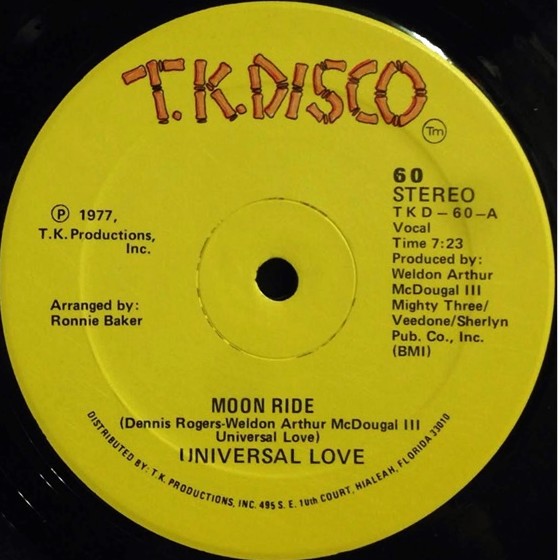 T.K.DISCO
Tm
60
STEREO
TKD-60-A
Vocal
Time 7:23
Produced by:
Weldon Arthur
McDougal III
Mighty Three/
Veedone/Sherlyn
Pub. Co., Inc.
(BMI)
℗ 1977,
T.K. Productions,
Inc.
Arranged by:
Ronnie Baker
MOON RIDE
(Dennis Rogers-Weldon Arthur McDougal III
Universal Love)
UNIVERSAL LOVE
DISTRIBUTED BY: T.K. PRODUCTIONS, INC. 495 S. E. 10th COURT, HIALEAH, FLORIDA 33010